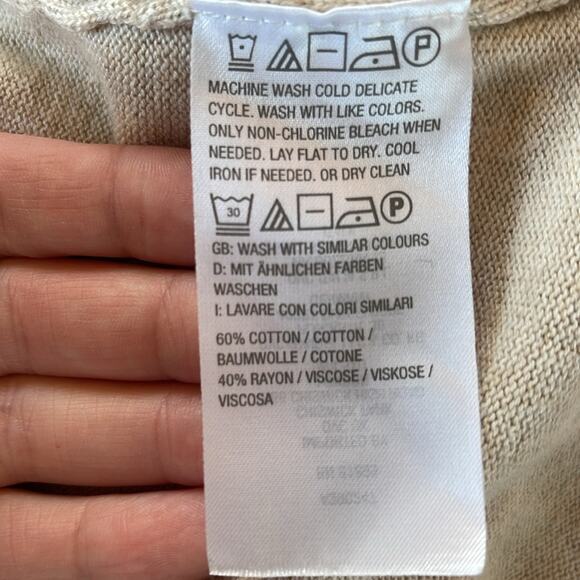 P
MACHINE WASH COLD DELICATE
CYCLE. WASH WITH LIKE COLORS.
ONLY NON-CHLORINE BLEACH WHEN
NEEDED. LAY FLAT TO DRY. COOL
IRON IF NEEDED. OR DRY CLEAN
30 P
GB: WASH WITH SIMILAR COLOURS
D: MIT ÄHNLICHEN FARBEN
WASCHEN
I: LAVARE CON COLORI SIMILARI
60% COTTON / COTTON /
BAUMWOLLE / COTONE
40% RAYON / VISCOSE / VISKOSE /
VISCOSA